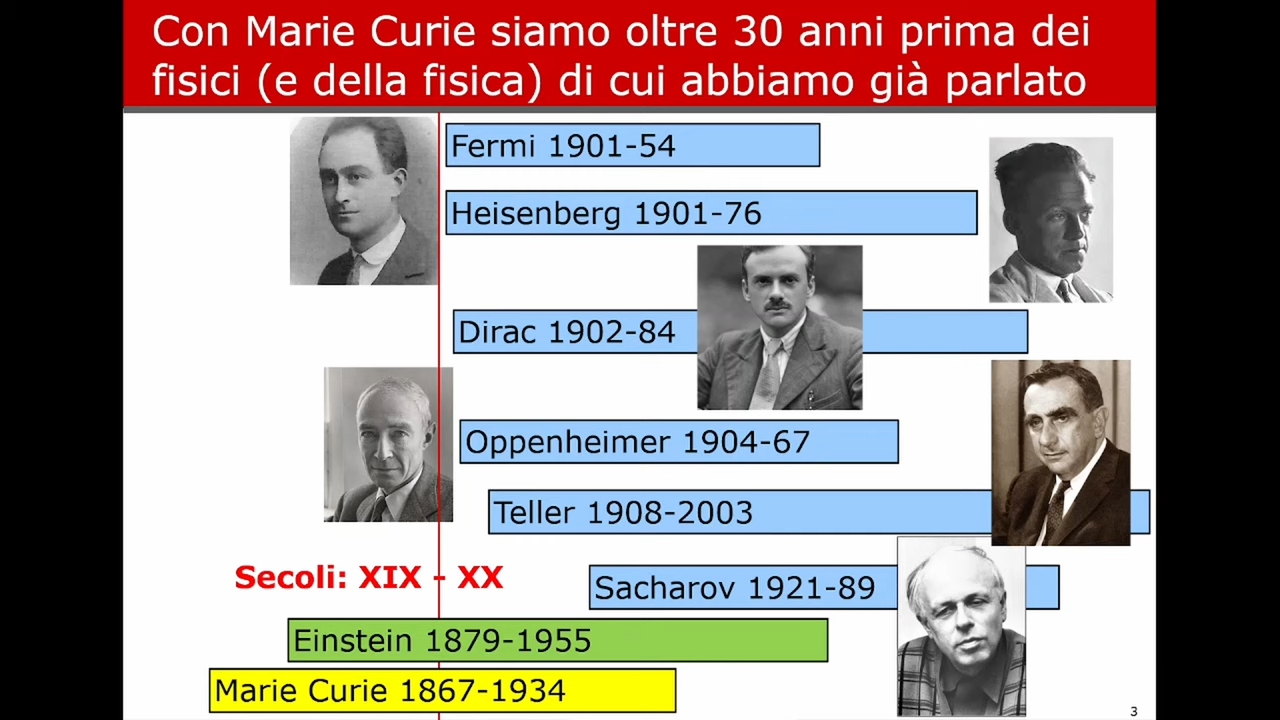 Con Marie Curie siamo oltre 30 anni prima dei
fisici (e della fisica) di cui abbiamo già parlato
Fermi 1901-54
Heisenberg 1901-76
Dirac 1902-84
Oppenheimer 1904-67
Teller 1908-2003
Secoli: XIX - XX
Sacharov 1921-89
Einstein 1879-1955
Marie Curie 1867-1934
3